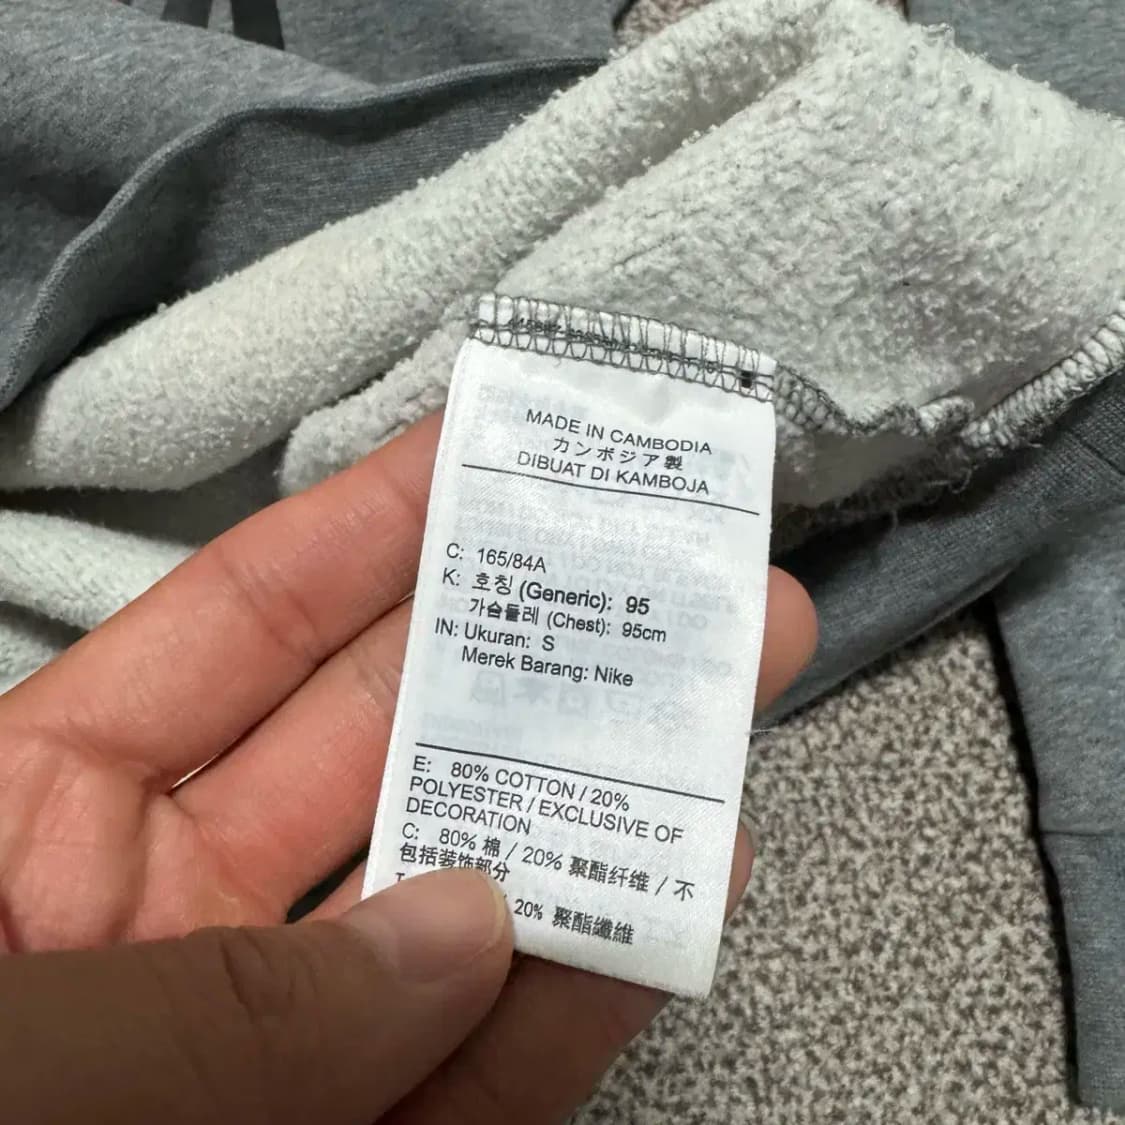 MADE IN CAMBODIA
カンボジア製
DIBUAT DI KAMBOJA
C: 165/84A
K: 호칭 (Generic): 95
가슴둘레 (Chest): 95cm
IN: Ukuran: S
Merek Barang: Nike
E: 80% COTTON / 20%
POLYESTER / EXCLUSIVE OF
DECORATION
C: 80% 棉 / 20% 聚酯纤维 / 不
包括装饰部分
20% 聚酯纖維